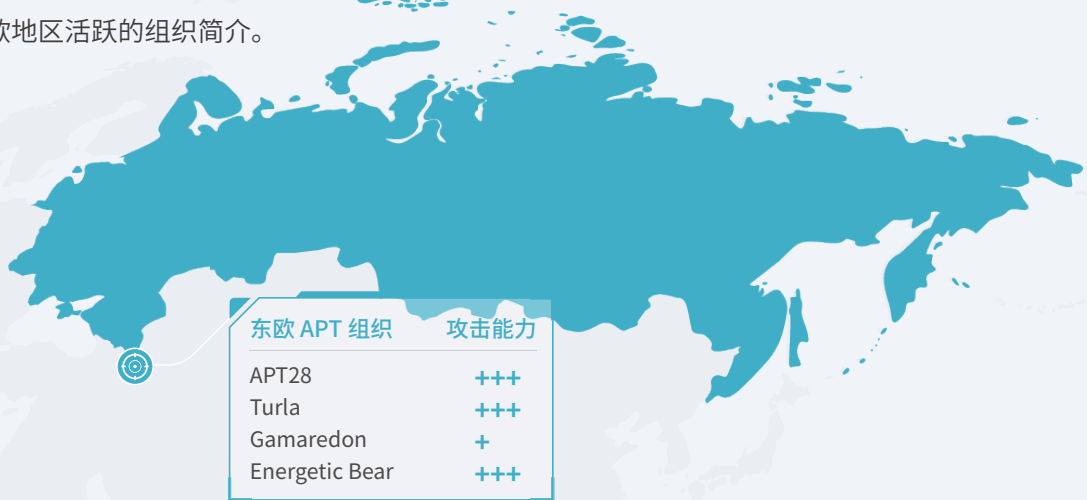 欧地区活跃的组织简介。
东欧 APT 组织 攻击能力
APT28 +++
Turla +++
Gamaredon +
Energetic Bear +++